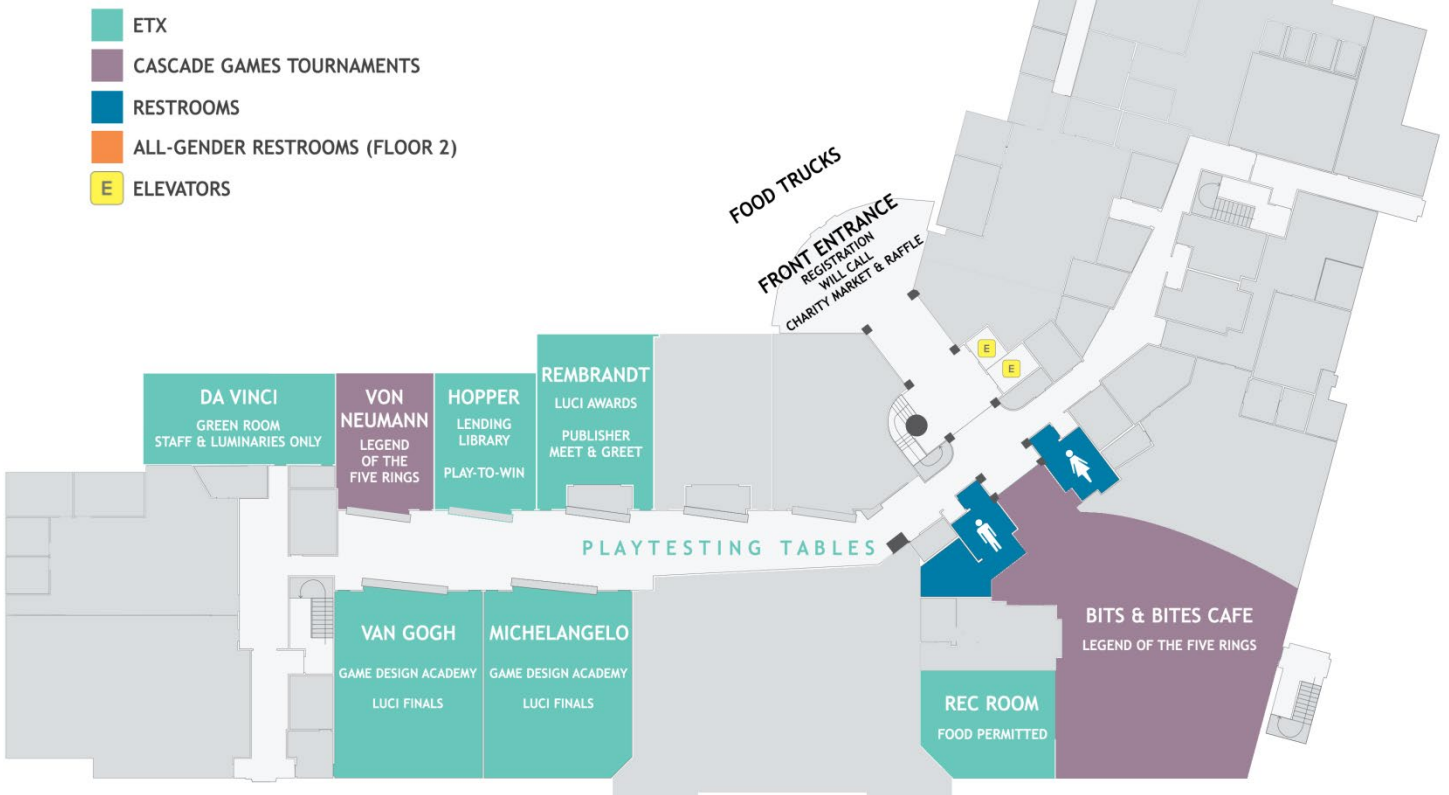 ETX
CASCADE GAMES TOURNAMENTS
RESTROOMS
ALL-GENDER RESTROOMS (FLOOR 2)
E
ELEVATORS
FOOD TRUCKS
FRONT ENTRANCE
REGISTRATION
WILL CALL
CHARITY MARKET & RAFFLE
E
E
DA VINCI
GREEN ROOM
STAFF & LUMINARIES ONLY
VON
NEUMANN
LEGEND
OF THE
FIVE RINGS
HOPPER
LENDING
LIBRARY
PLAY-TO-WIN
REMBRANDT
LUCI AWARDS
PUBLISHER
MEET & GREET
PLAYTESTING TABLES
VAN GOGH
GAME DESIGN ACADEMY
LUCI FINALS
MICHELANGELO
GAME DESIGN ACADEMY
LUCI FINALS
REC ROOM
FOOD PERMITTED
BITS & BITES CAFE
LEGEND OF THE FIVE RINGS